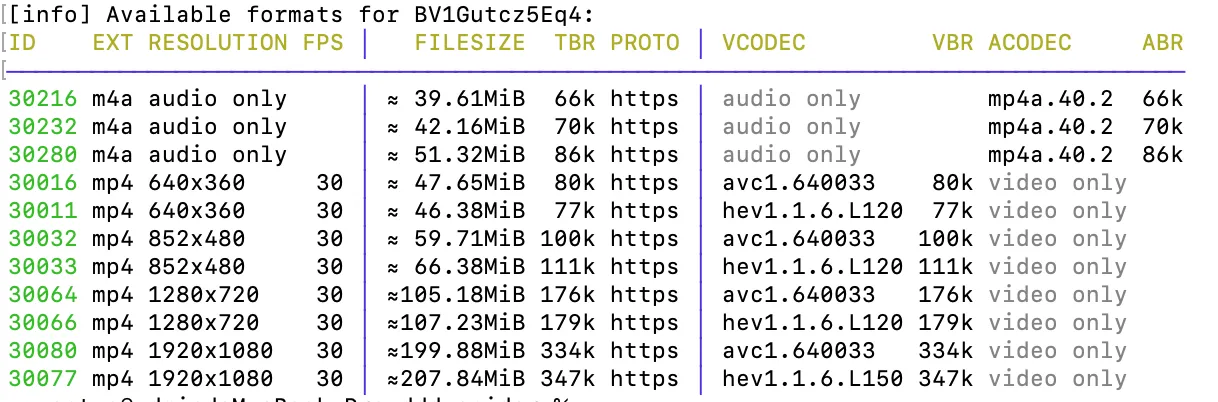 [[info] Available formats for BV1Gutcz5Eq4:
[ID EXT RESOLUTION FPS | FILESIZE TBR PROTO | VCODEC VBR ACODEC ABR
[
30216 m4a audio only | ≈ 39.61MiB 66k https | audio only mp4a.40.2 66k
30232 m4a audio only | ≈ 42.16MiB 70k https | audio only mp4a.40.2 70k
30280 m4a audio only | ≈ 51.32MiB 86k https | audio only mp4a.40.2 86k
30016 mp4 640x360 30 | ≈ 47.65MiB 80k https | avc1.640033 80k video only
30011 mp4 640x360 30 | ≈ 46.38MiB 77k https | hev1.1.6.L120 77k video only
30032 mp4 852x480 30 | ≈ 59.71MiB 100k https | avc1.640033 100k video only
30033 mp4 852x480 30 | ≈ 66.38MiB 111k https | hev1.1.6.L120 111k video only
30064 mp4 1280x720 30 | ≈105.18MiB 176k https | avc1.640033 176k video only
30066 mp4 1280x720 30 | ≈107.23MiB 179k https | hev1.1.6.L120 179k video only
30080 mp4 1920x1080 30 | ≈199.88MiB 334k https | avc1.640033 334k video only
30077 mp4 1920x1080 30 | ≈207.84MiB 347k https | hev1.1.6.L150 347k video only